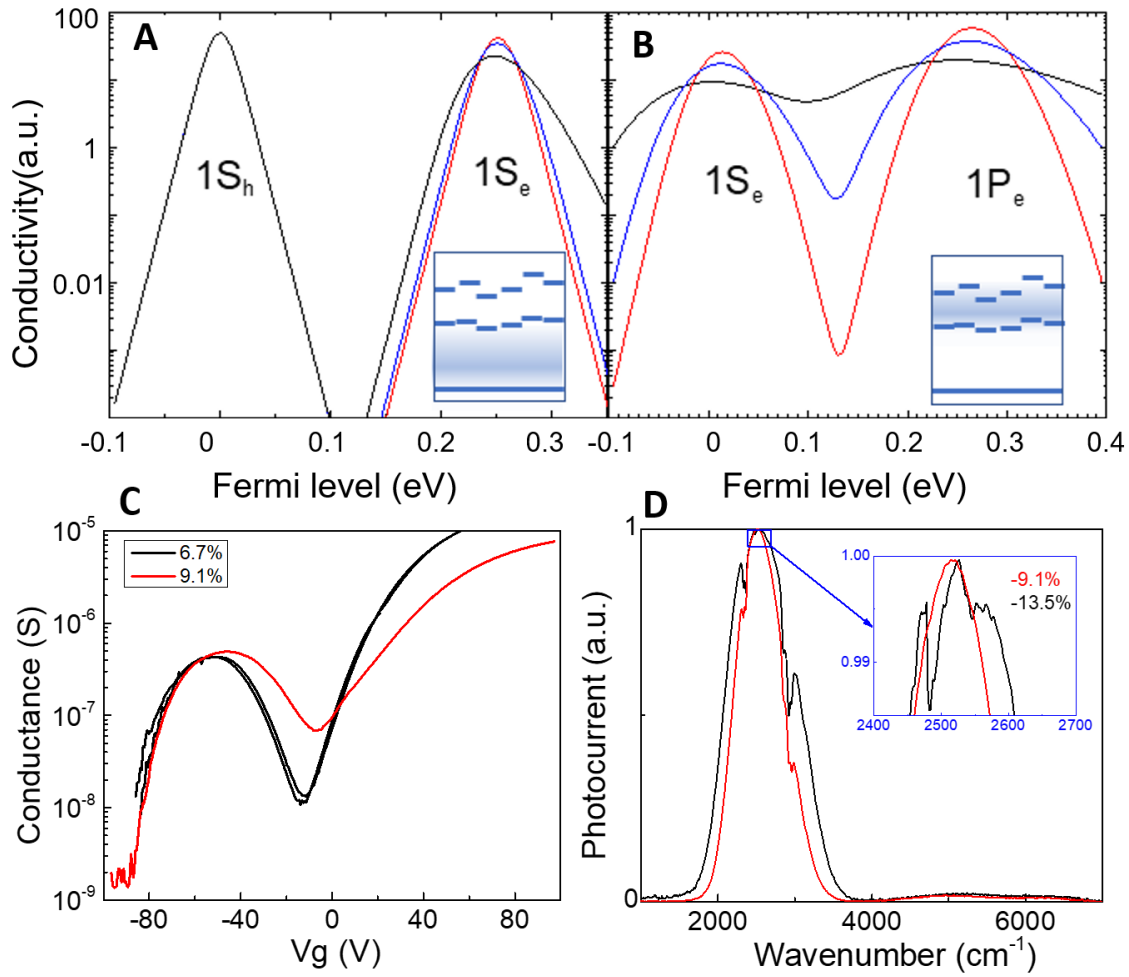 A
B
100
1
0.01
Conductivity(a.u.)
1Sₕ
1Sₑ
1Sₑ
1Pₑ
-0.1
0
0.1
0.2
0.3
-0.1
0
0.1
0.2
0.3
0.4
Fermi level (eV)
Fermi level (eV)
C
D
10⁻⁵
10⁻⁶
10⁻⁷
10⁻⁸
10⁻⁹
Conductance (S)
6.7%
9.1%
-80
-40
0
40
80
Vg (V)
1
0
Photocurrent (a.u.)
1.00
0.99
-9.1%
-13.5%
2400
2500
2600
2700
2000
4000
6000
Wavenumber (cm⁻¹)